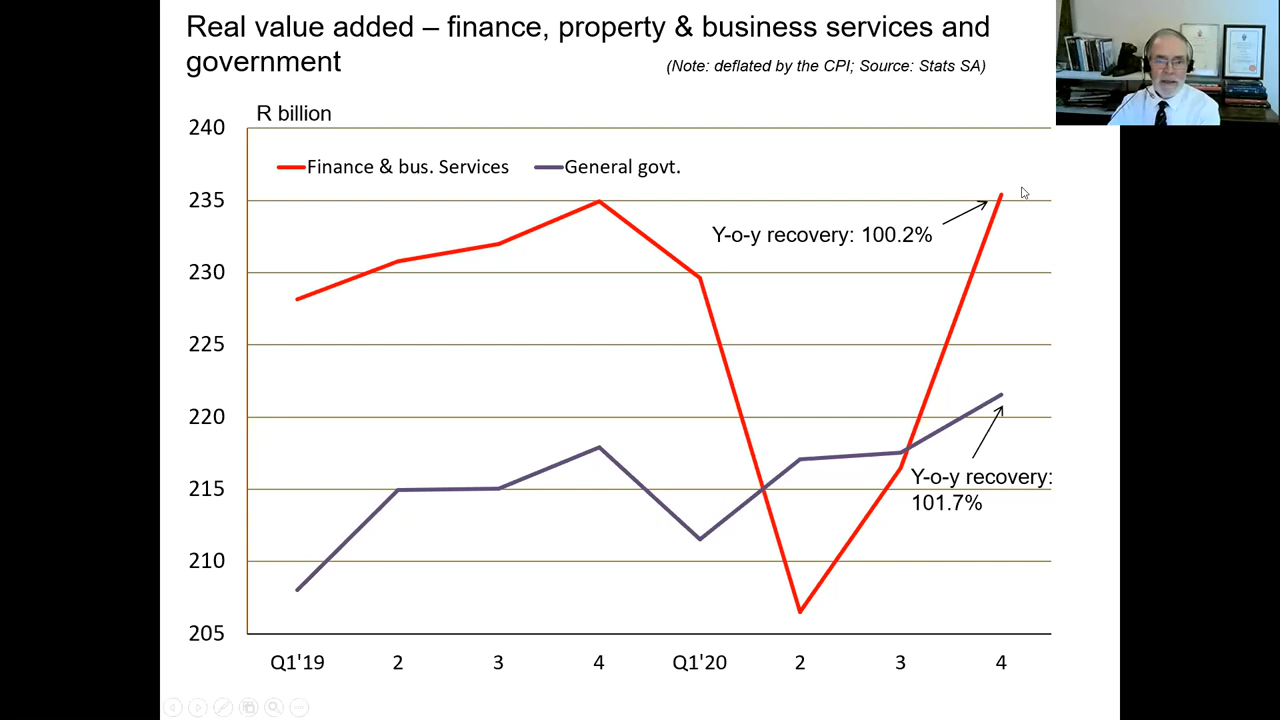 Real value added – finance, property & business services and
government
(Note: deflated by the CPI; Source: Stats SA)
R billion
240
Finance & bus. Services
General govt.
235
Y-o-y recovery: 100.2%
230
225
220
Y-o-y recovery:
101.7%
215
210
205
Q1'19 2 3 4 Q1'20 2 3 4